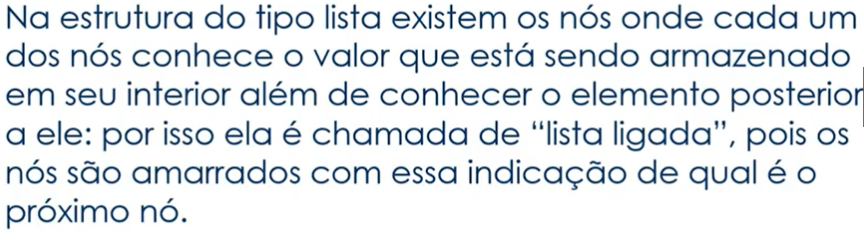 Na estrutura do tipo lista existem os nós onde cada um
dos nós conhece o valor que está sendo armazenado
em seu interior além de conhecer o elemento posterior
a ele: por isso ela é chamada de “lista ligada”, pois os
nós são amarrados com essa indicação de qual é o
próximo nó.